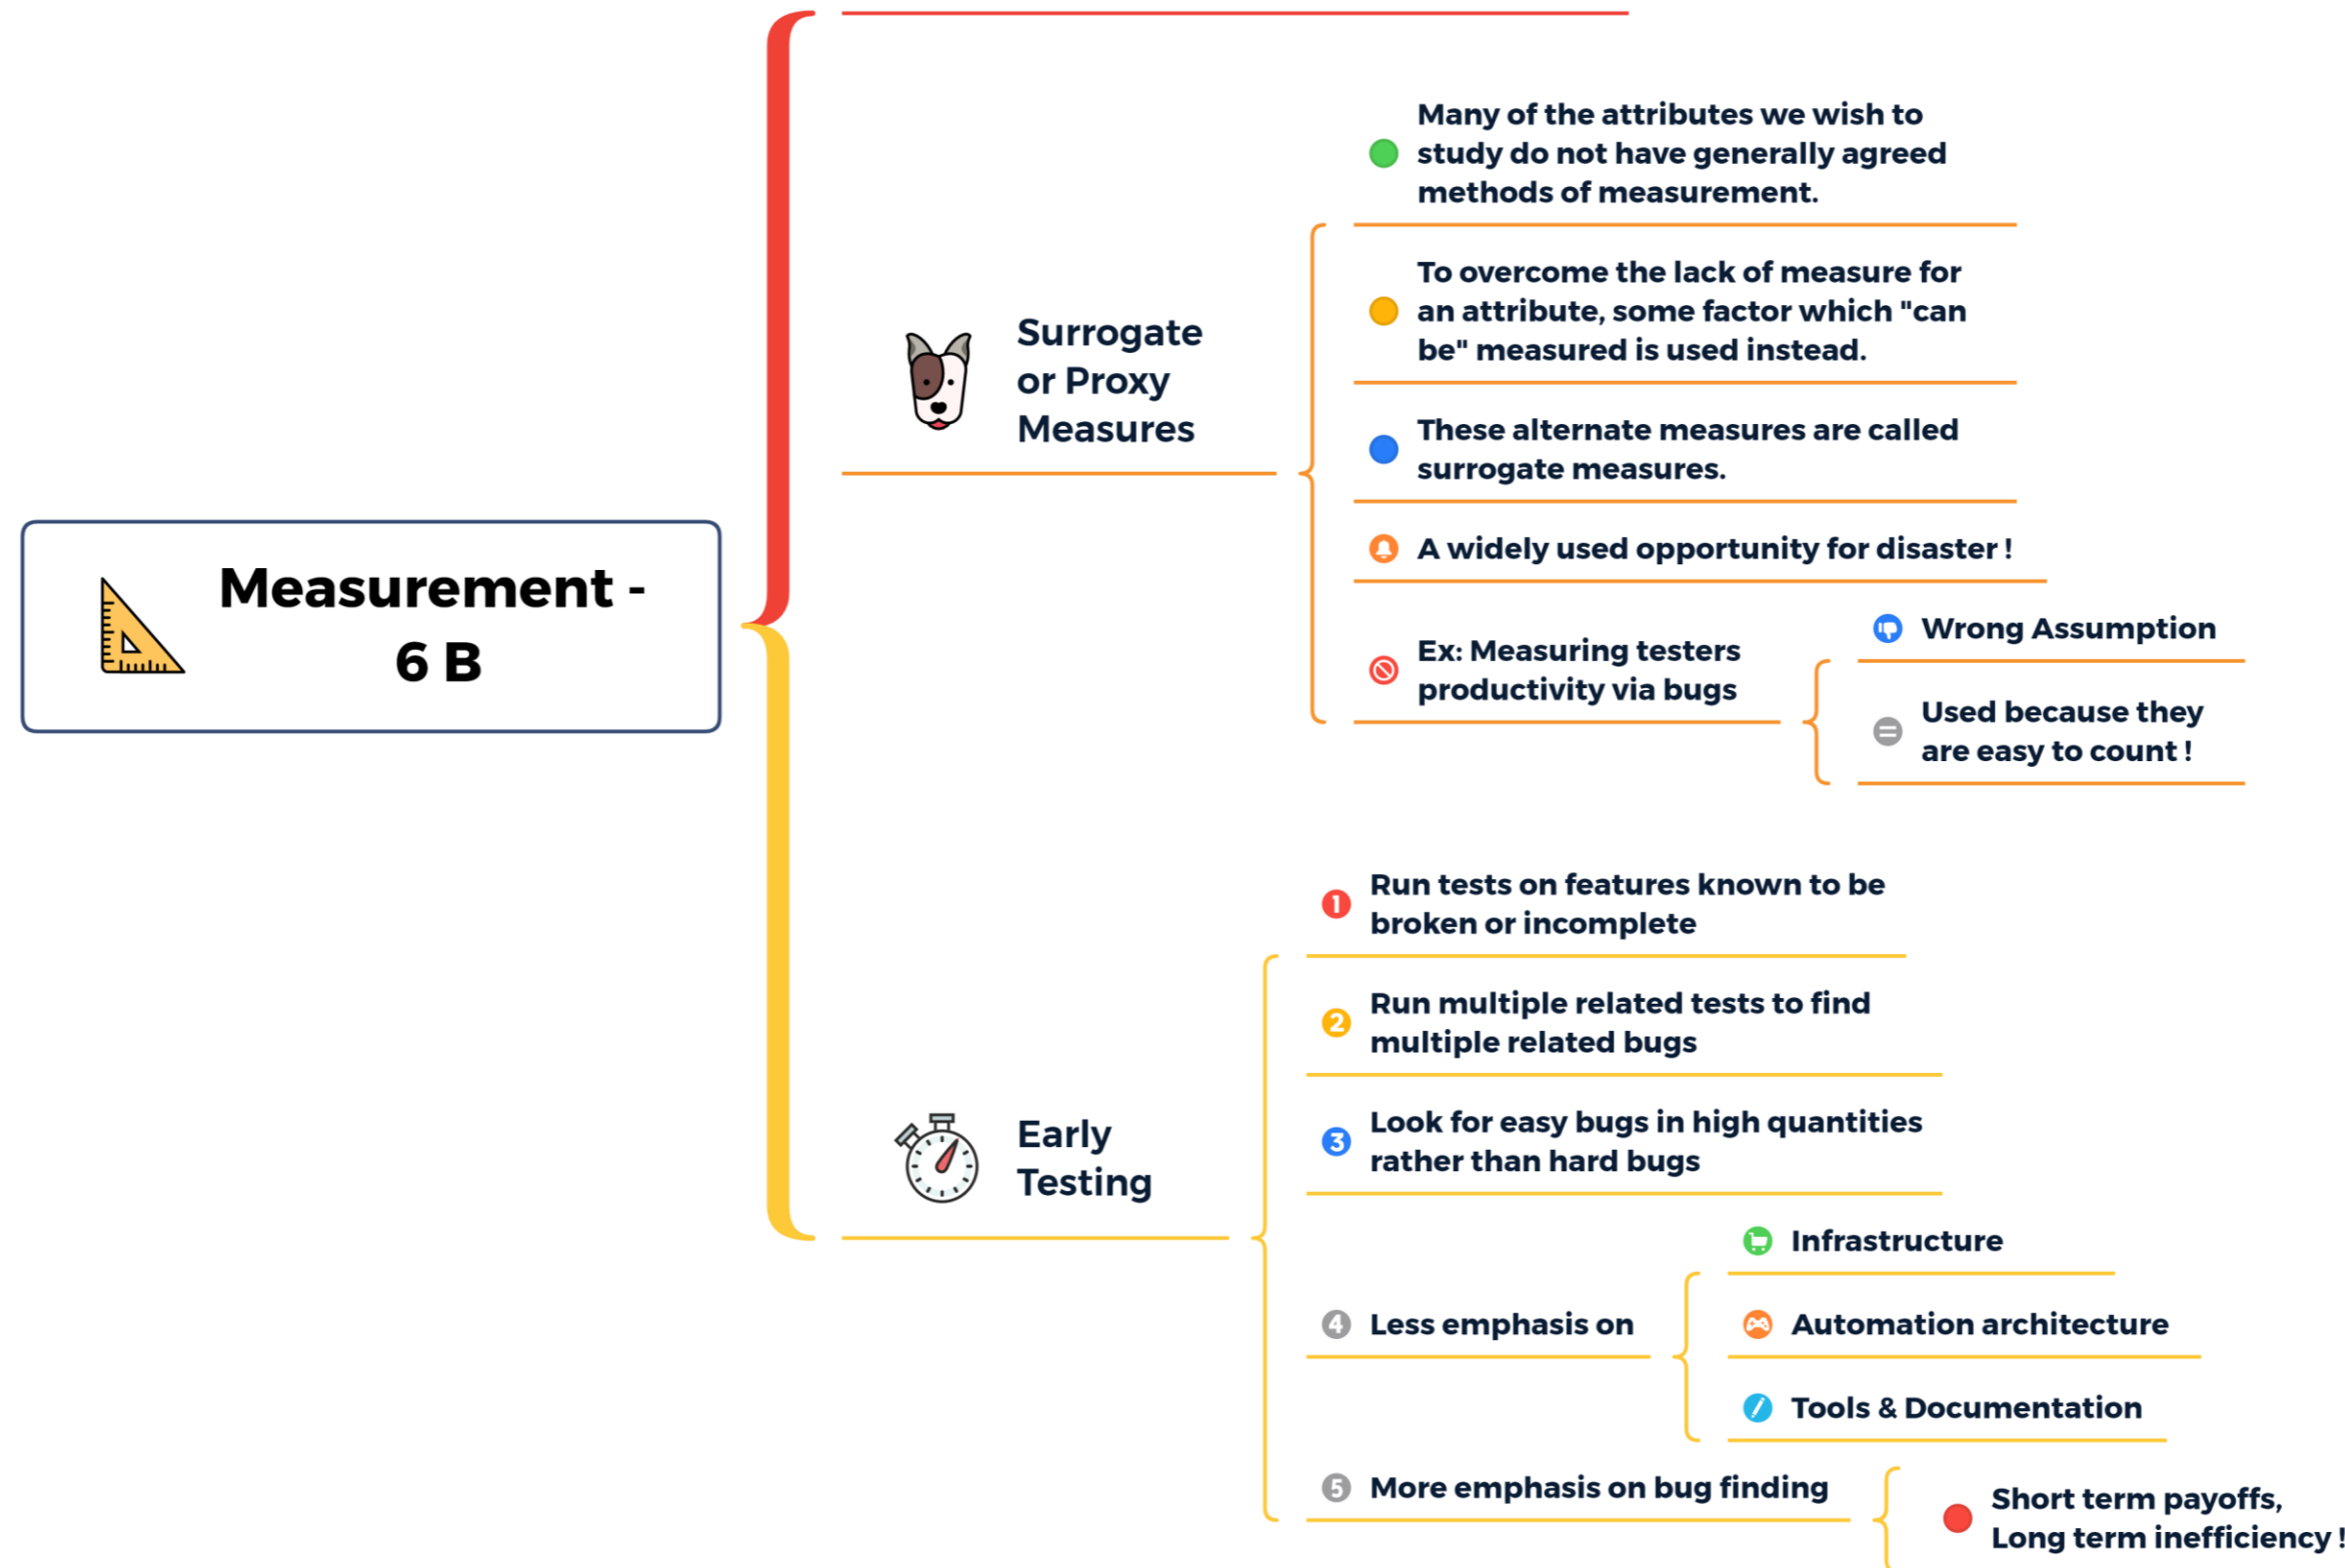 Measurement -
6 B
Surrogate
or Proxy
Measures
Many of the attributes we wish to
study do not have generally agreed
methods of measurement.
To overcome the lack of measure for
an attribute, some factor which "can
be" measured is used instead.
These alternate measures are called
surrogate measures.
A widely used opportunity for disaster !
Ex: Measuring testers
productivity via bugs
Wrong Assumption
Used because they
are easy to count !
Early
Testing
1 Run tests on features known to be
broken or incomplete
2 Run multiple related tests to find
multiple related bugs
3 Look for easy bugs in high quantities
rather than hard bugs
4 Less emphasis on
Infrastructure
Automation architecture
Tools & Documentation
5 More emphasis on bug finding
Short term payoffs,
Long term inefficiency !